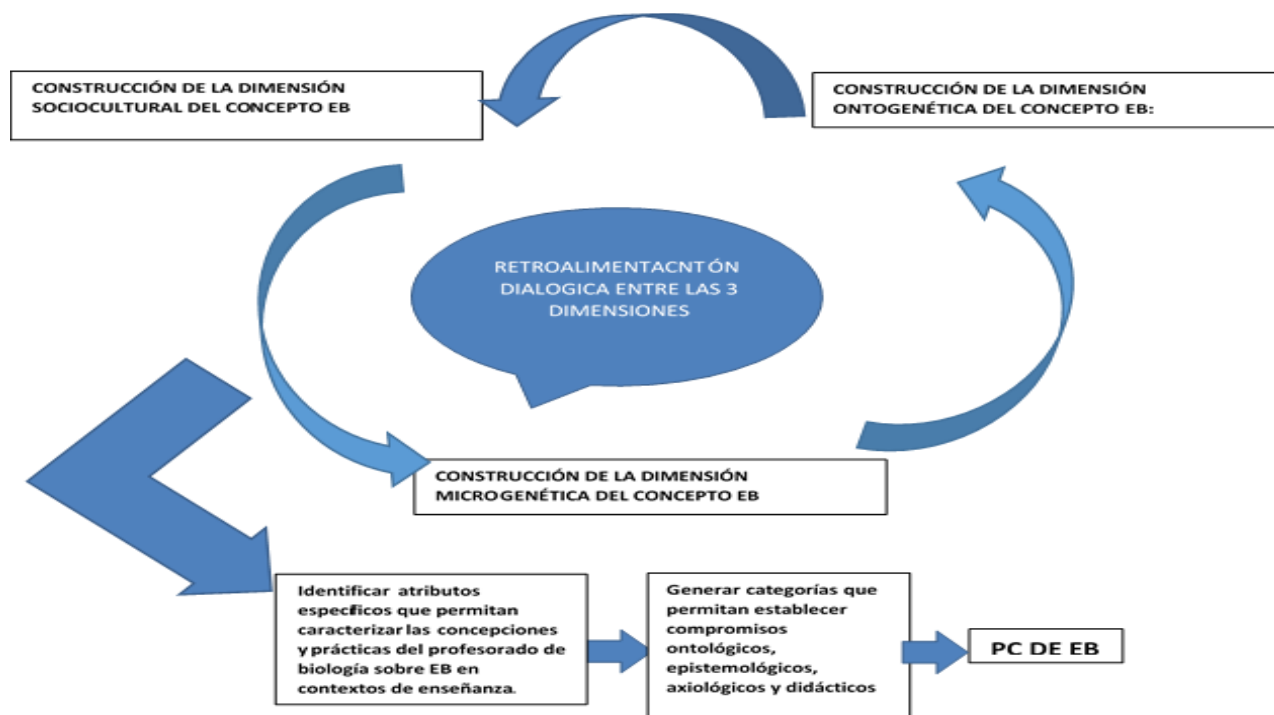 CONSTRUCCIÓN DE LA DIMENSIÓN
SOCIOCULTURAL DEL CONCEPTO EB
CONSTRUCCIÓN DE LA DIMENSIÓN
ONTOGENÉTICA DEL CONCEPTO EB:
RETROALIMENTACNT ÓN
DIALOGICA ENTRE LAS 3
DIMENSIONES
CONSTRUCCIÓN DE LA DIMENSIÓN
MICROGENÉTICA DEL CONCEPTO EB
Identificar atributos
específicos que permitan
caracterizar las concepciones
y prácticas del profesorado de
biología sobre EB en
contextos de enseñanza.
Generar categorías que
permitan establecer
compromisos
ontológicos,
epistemológicos,
axiológicos y didácticos
PC DE EB